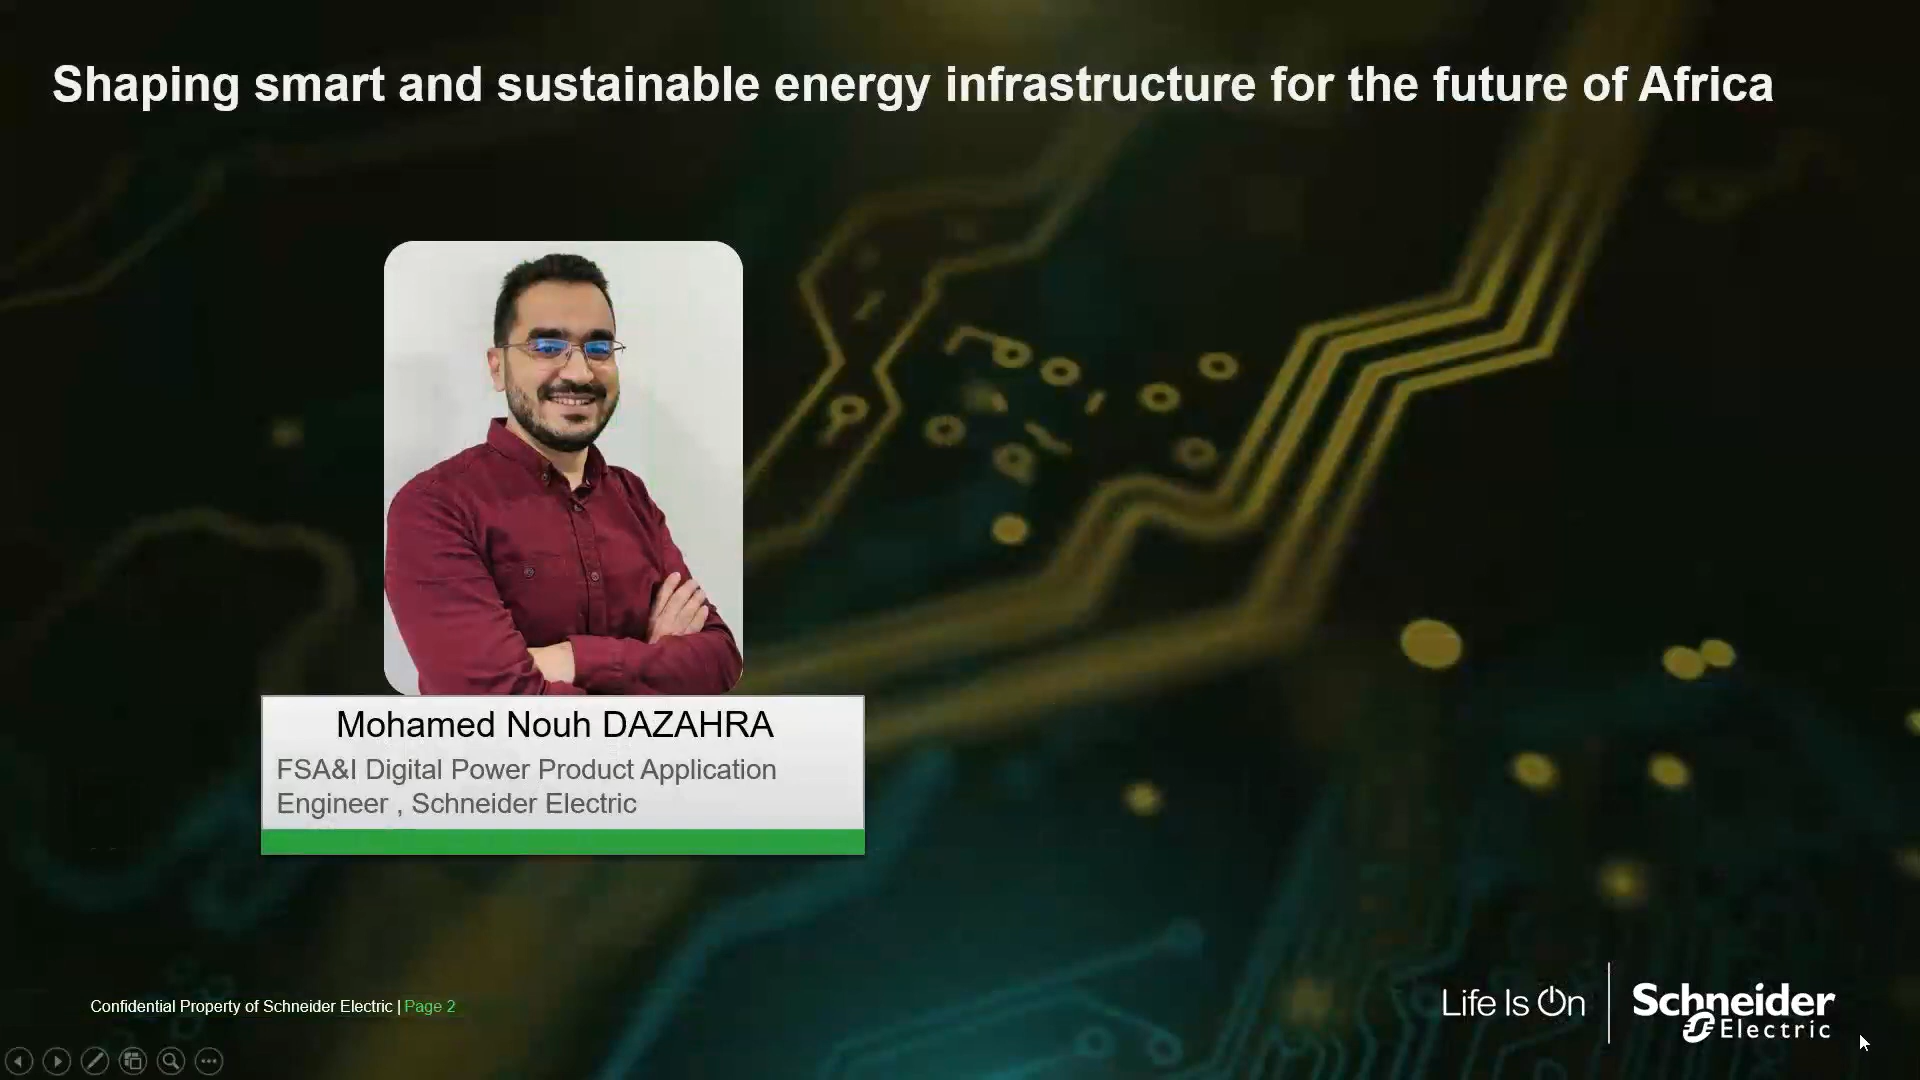 Shaping smart and sustainable energy infrastructure for the future of Africa
Mohamed Nouh DAZAHRA
FSA&I Digital Power Product Application
Engineer , Schneider Electric
Confidential Property of Schneider Electric | Page 2
Life Is On
Schneider
Electric